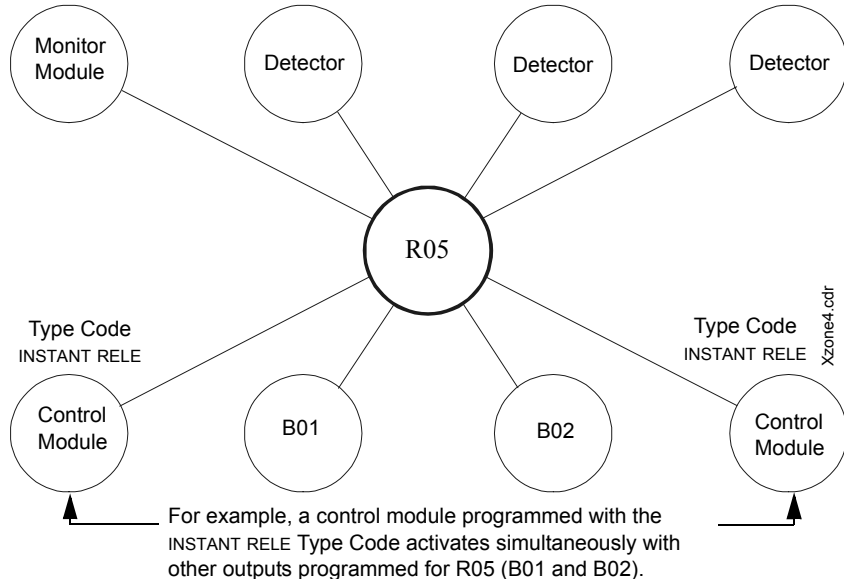 Monitor
Module
Detector
Detector
Detector
R05
Type Code
INSTANT RELE
Type Code
INSTANT RELE
Xzone4.cdr
Control
Module
B01
B02
Control
Module
For example, a control module programmed with the
INSTANT RELE Type Code activates simultaneously with
other outputs programmed for R05 (B01 and B02).